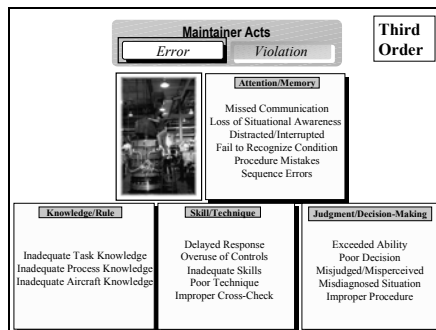 Maintainer Acts
Third
Order
Error
Violation
Attention/Memory
Missed Communication
Loss of Situational Awareness
Distracted/Interrupted
Fail to Recognize Condition
Procedure Mistakes
Sequence Errors
Knowledge/Rule
Inadequate Task Knowledge
Inadequate Process Knowledge
Inadequate Aircraft Knowledge
Skill/Technique
Delayed Response
Overuse of Controls
Inadequate Skills
Poor Technique
Improper Cross-Check
Judgment/Decision-Making
Exceeded Ability
Poor Decision
Misjudged/Misperceived
Misdiagnosed Situation
Improper Procedure